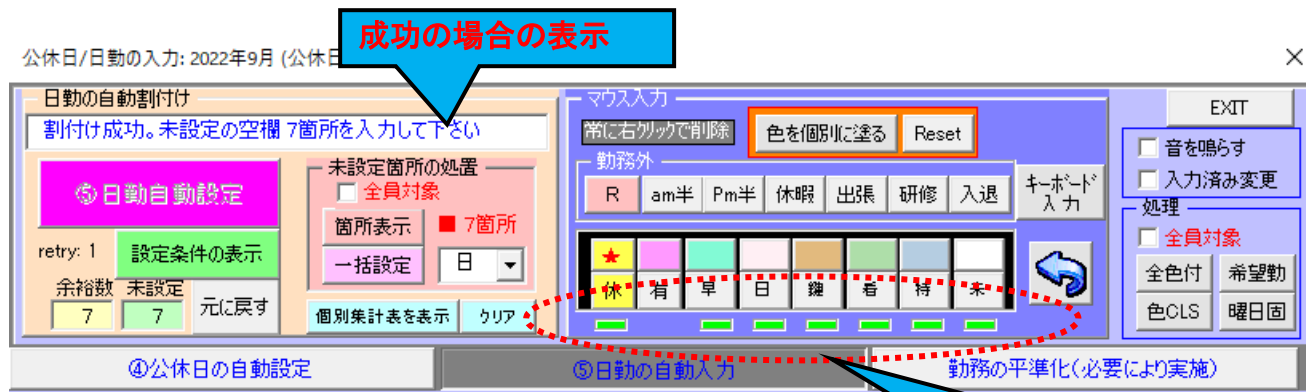 成功の場合の表示
公休日/日勤の入力: 2022年9月 (公休日
日勤の自動割付け
割付け成功。未設定の空欄 7箇所を入力して下さい
⑤日勤自動設定
retry: 1
設定条件の表示
余裕数
未設定
7
7
元に戻す
未設定箇所の処置
全員対象
箇所表示
■ 7箇所
一括設定
日
個別集計表を表示
クリア
マウス入力
常に右クリックで削除
色を個別に塗る
Reset
勤務外
R
am半
Pm半
休暇
出張
研修
入退
キーボード
入力
★
休
有
早
日
遅
看
待
EXIT
音を鳴らす
入力済み変更
処理
全員対象
全色付
希望勤
色CLS
曜日固
④公休日の自動設定
⑤日勤の自動入力
勤務の平準化(必要により実施)